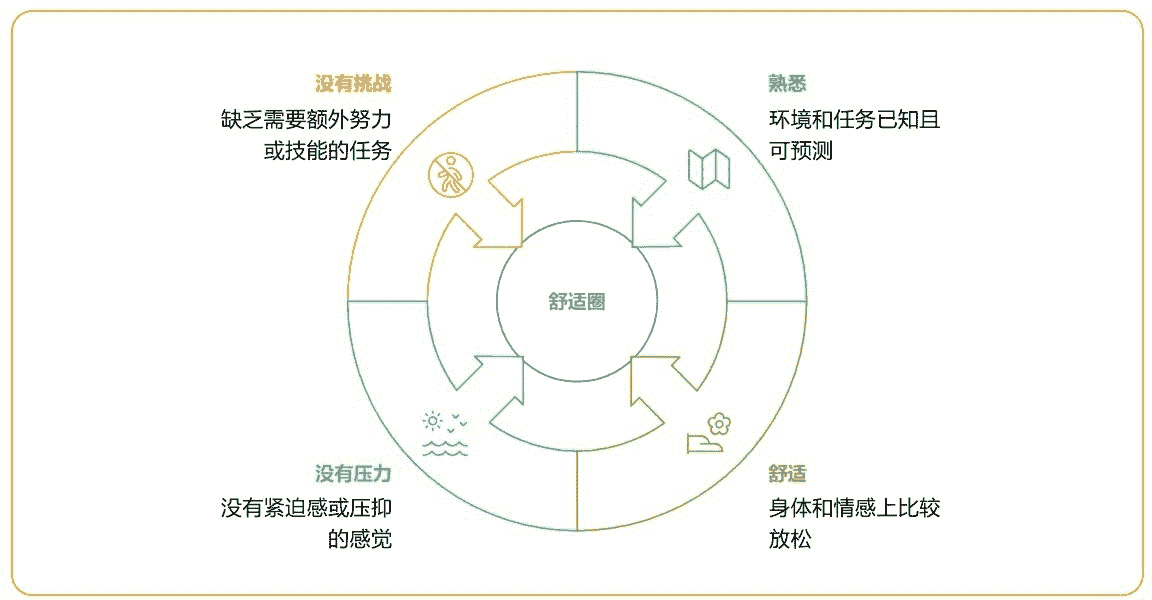 没有挑战
缺乏需要额外努力
或技能的任务
熟悉
环境和任务已知且
可预测
舒适圈
没有压力
没有紧迫感或压抑
的感觉
舒适
身体和情感上比较
放松